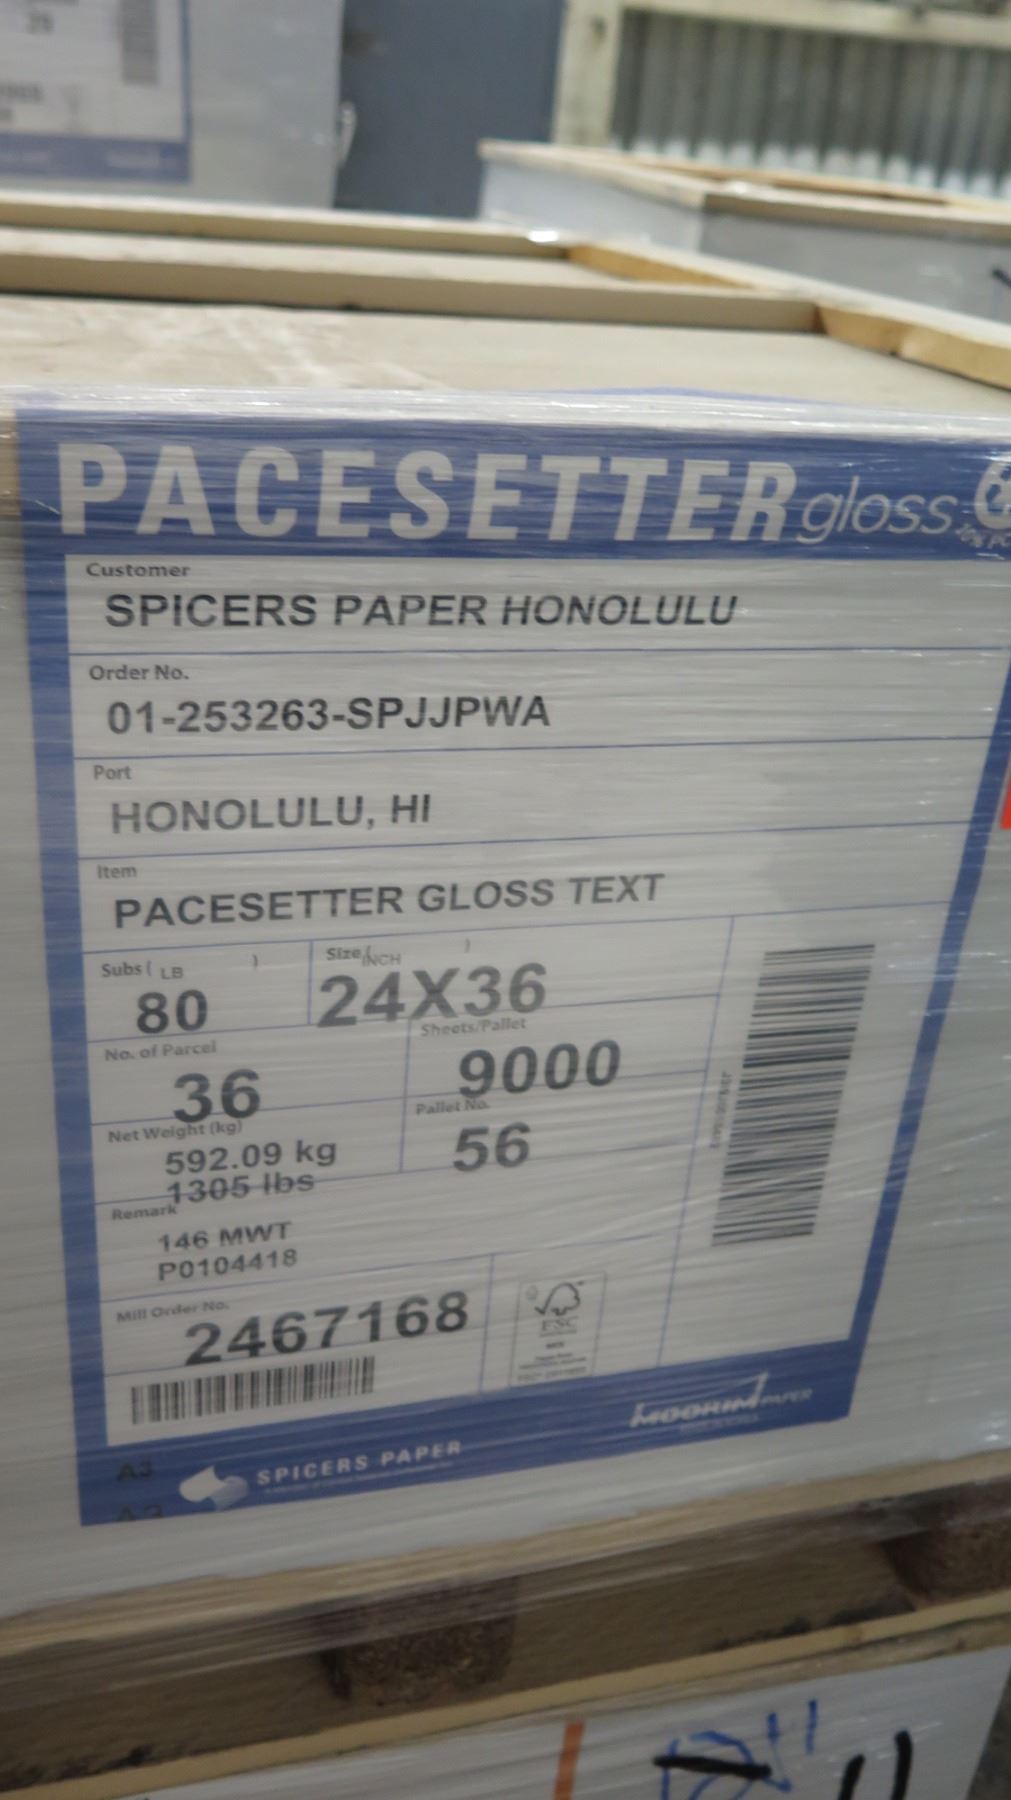 PACESETTER gloss
Customer
SPICERS PAPER HONOLULU
Order No.
01-253263-SPJJPWA
Port
HONOLULU, HI
Item
PACESETTER GLOSS TEXT
Subs ( LB )
80
Size ( INCH )
24X36
No. of Parcel
36
Sheets/Pallet
9000
Net Weight (kg)
592.09 kg
1305 lbs
Pallet No.
56
Remark
146 MWT
P0104418
Mill Order No.
2467168
FSC
MOORIM PAPER
A3
SPICERS PAPER
A3